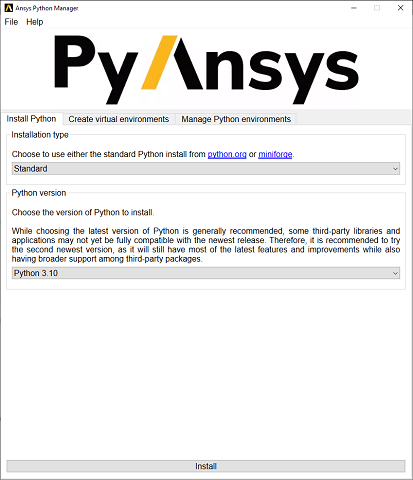 Ansys Python Manager
File Help
PyAnsys
Install Python Create virtual environments Manage Python environments
Installation type
Choose to use either the standard Python install from python.org or miniforge.
Standard
Python version
Choose the version of Python to install.
While choosing the latest version of Python is generally recommended, some third-party libraries and
applications may not yet be fully compatible with the newest release. Therefore, it is recommended to try
the second newest version, as it will still have most of the latest features and improvements while also
having broader support among third-party packages.
Python 3.10
Install